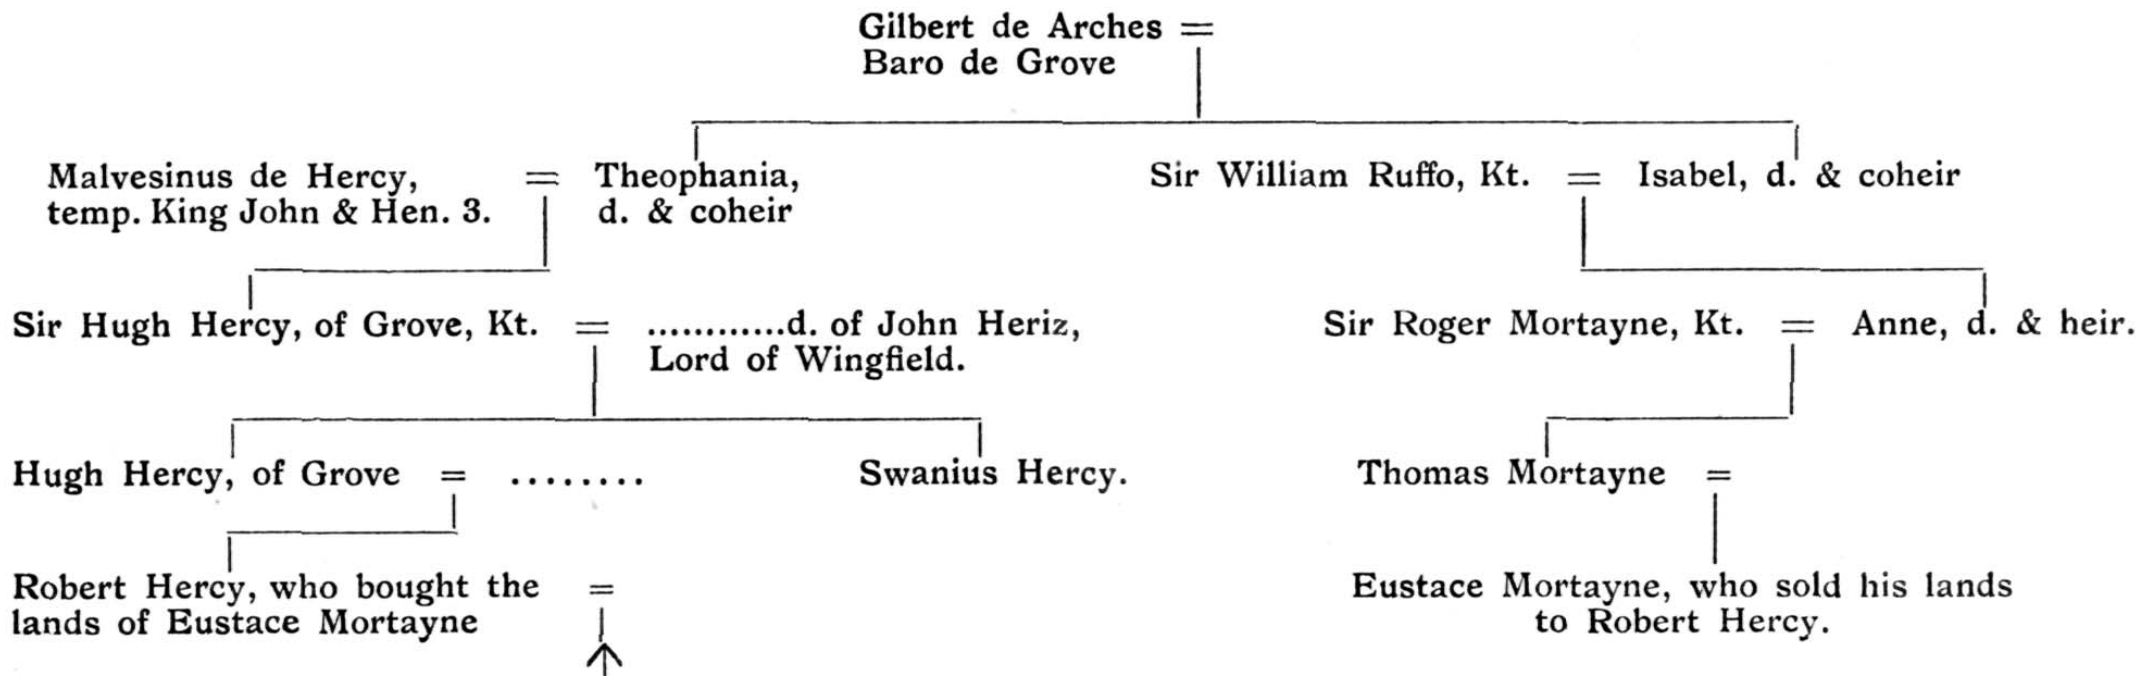 Gilbert de Arches =
Baro de Grove
Malvesinus de Hercy, = Theophania, Sir William Ruffo, Kt. = Isabel, d. & coheir
temp. King John & Hen. 3. d. & coheir
Sir Hugh Hercy, of Grove, Kt. = ............d. of John Heriz, Sir Roger Mortayne, Kt. = Anne, d. & heir.
Lord of Wingfield.
Hugh Hercy, of Grove = ........ Swanius Hercy. Thomas Mortayne =
Robert Hercy, who bought the = Eustace Mortayne, who sold his lands
lands of Eustace Mortayne to Robert Hercy.